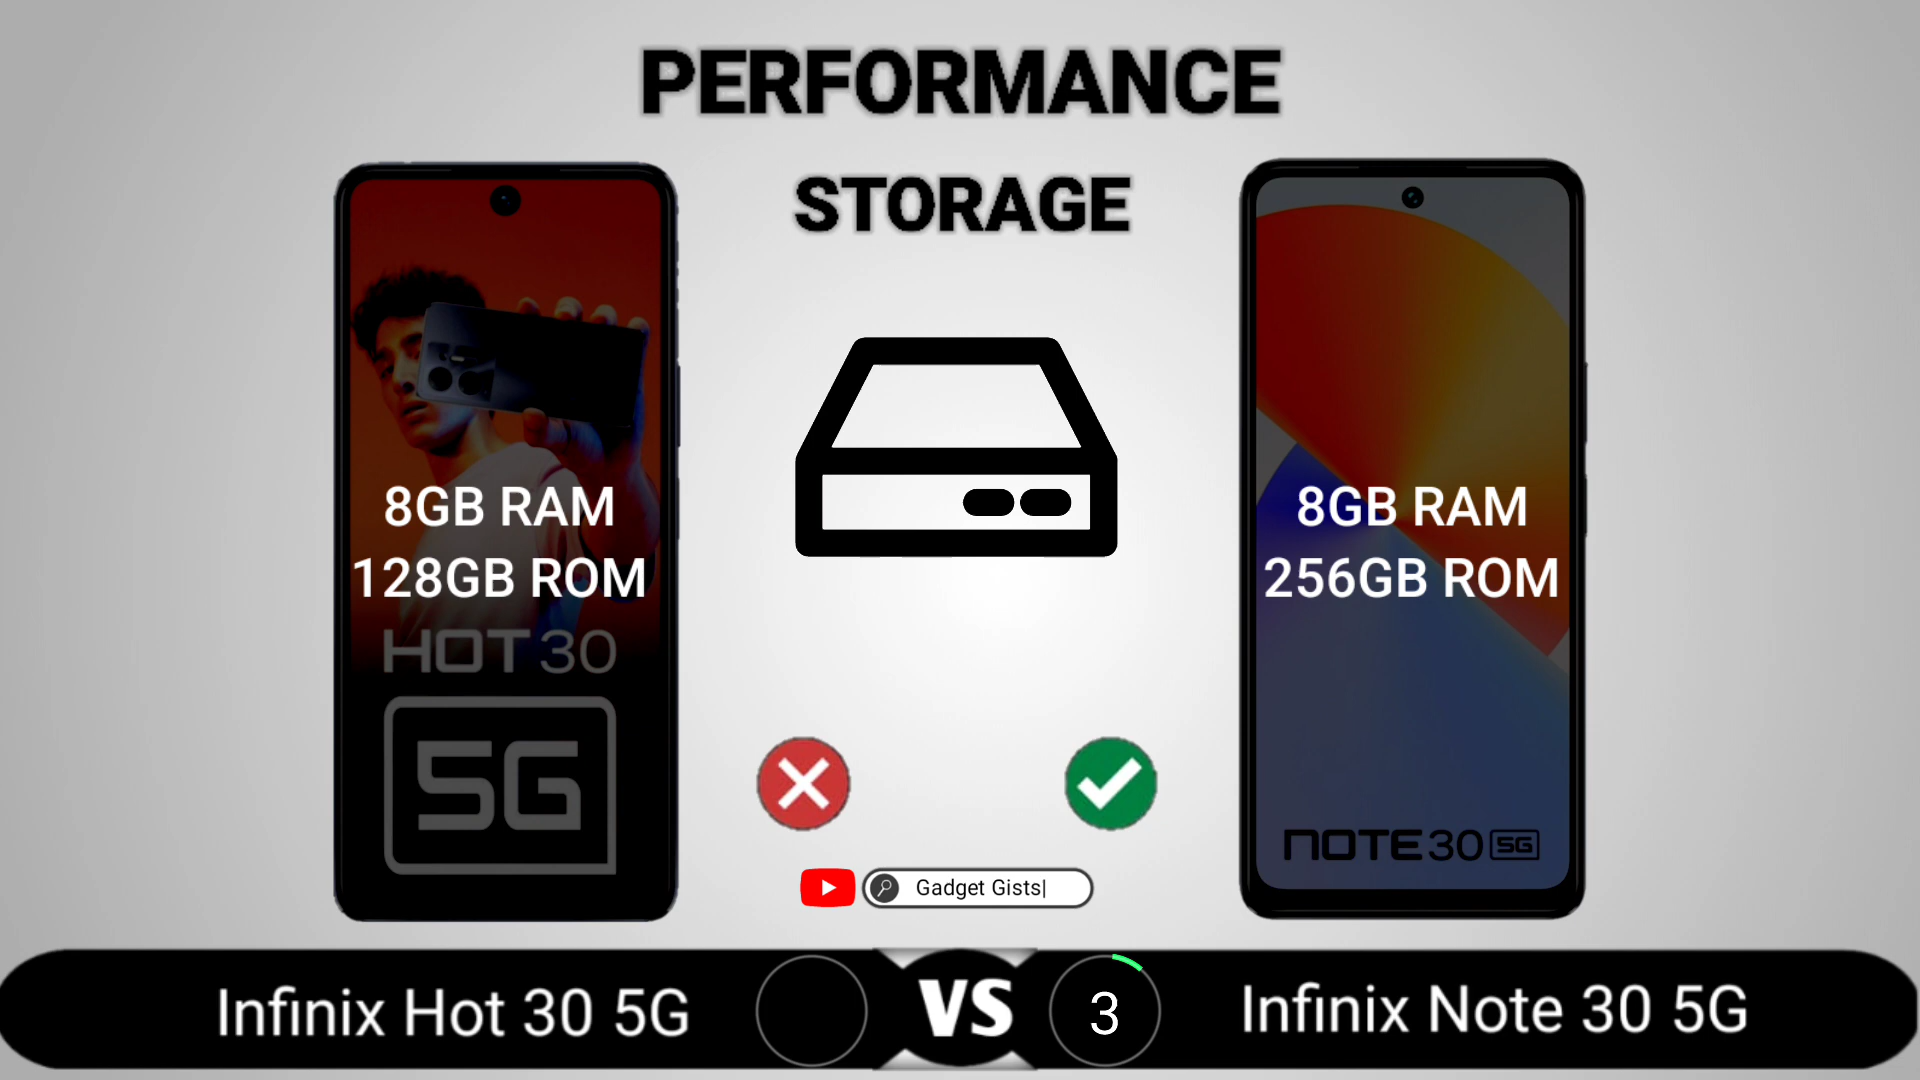 PERFORMANCE
STORAGE
8GB RAM
128GB ROM
HOT 30
5G
8GB RAM
256GB ROM
NOTE 30 5G
Gadget Gists|
Infinix Hot 30 5G
VS
3
Infinix Note 30 5G